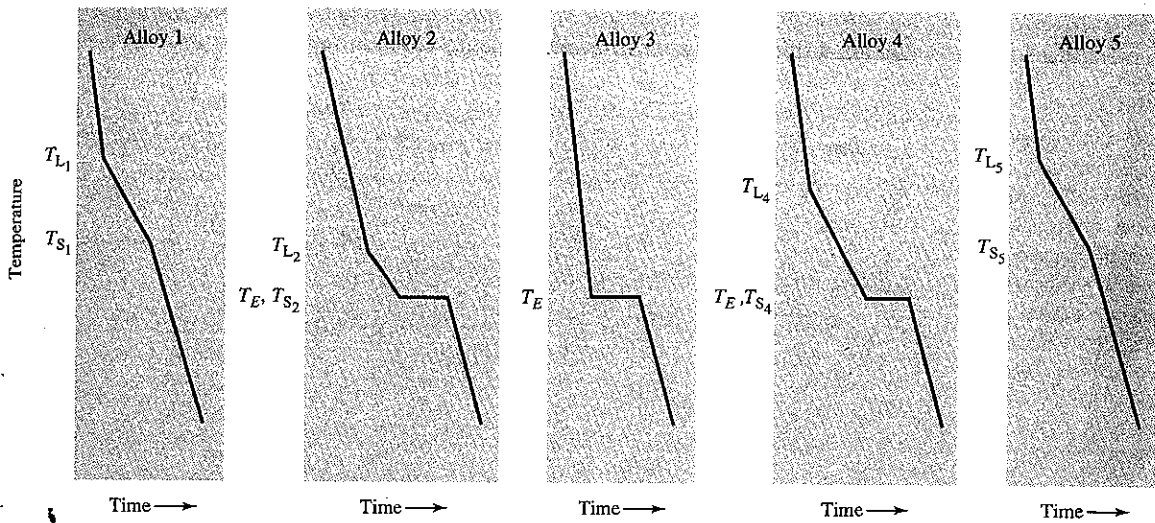 Alloy 1
Alloy 2
Alloy 3
Alloy 4
Alloy 5
Temperature
T_L1
T_S1
T_L2
T_E, T_S2
T_E
T_L4
T_E, T_S4
T_L5
T_S5
Time →
Time →
Time →
Time →
Time →